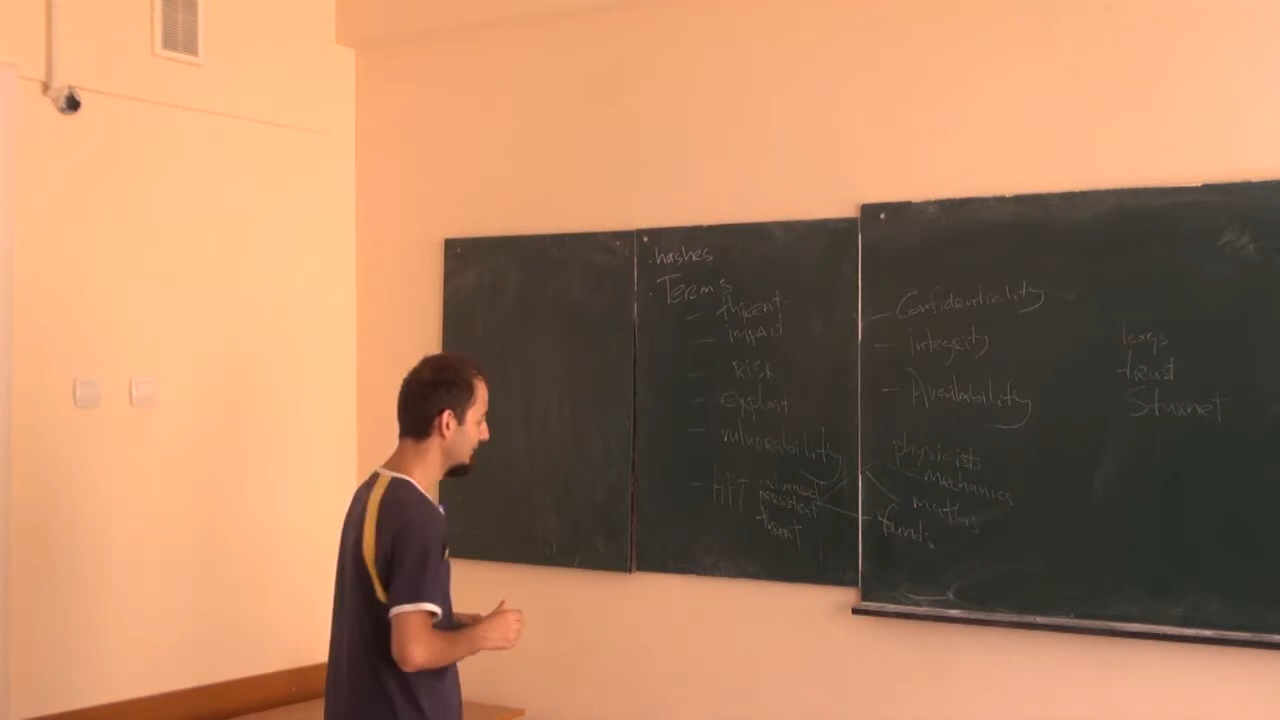 · hashes
· Terms
- threat
- impact
- risk
- exploit
- vulnerability
- APT advanced
persistent
threat
- Confidentiality
- Integrity
- Availability
physicists
mechanics
maths
funds
logs
trust
Stuxnet